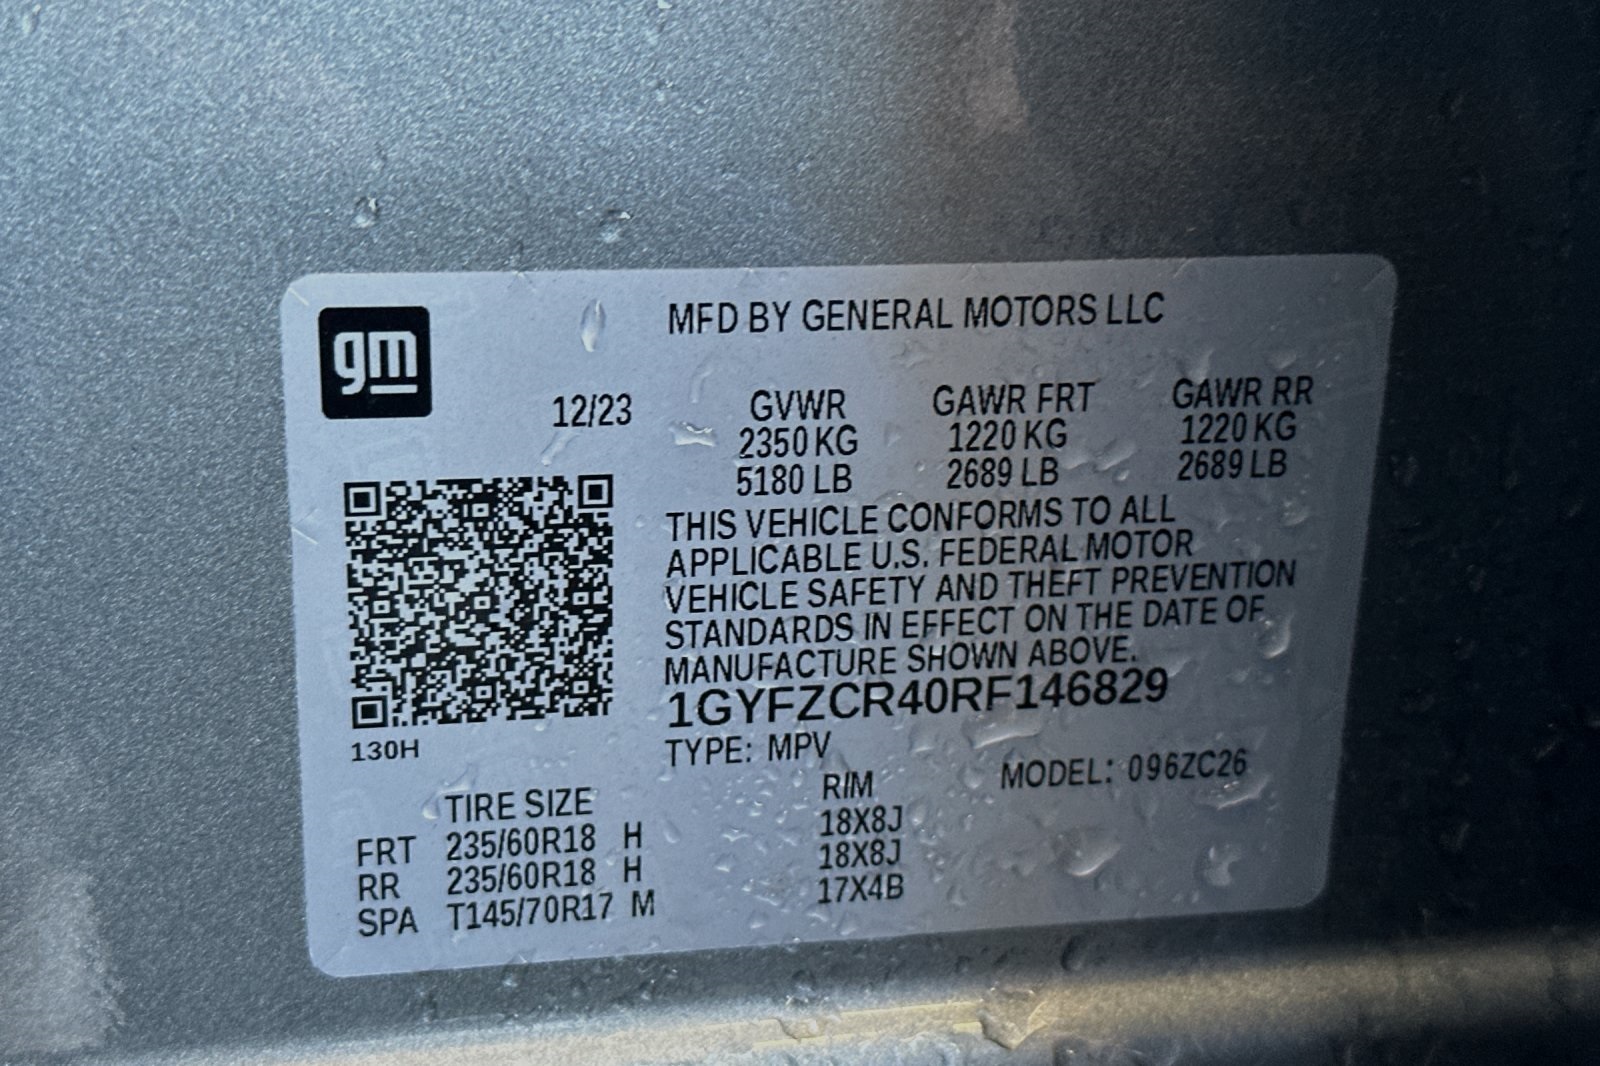 gm
MFD BY GENERAL MOTORS LLC
12/23
GVWR GAWR FRT GAWR RR
2350 KG 1220 KG 1220 KG
5180 LB 2689 LB 2689 LB
THIS VEHICLE CONFORMS TO ALL
APPLICABLE U.S. FEDERAL MOTOR
VEHICLE SAFETY AND THEFT PREVENTION
STANDARDS IN EFFECT ON THE DATE OF
MANUFACTURE SHOWN ABOVE.
1GYFZCR40RF146829
130H
TYPE: MPV MODEL: 096ZC26
TIRE SIZE RIM
FRT 235/60R18 H 18X8J
RR 235/60R18 H 18X8J
SPA T145/70R17 M 17X4B